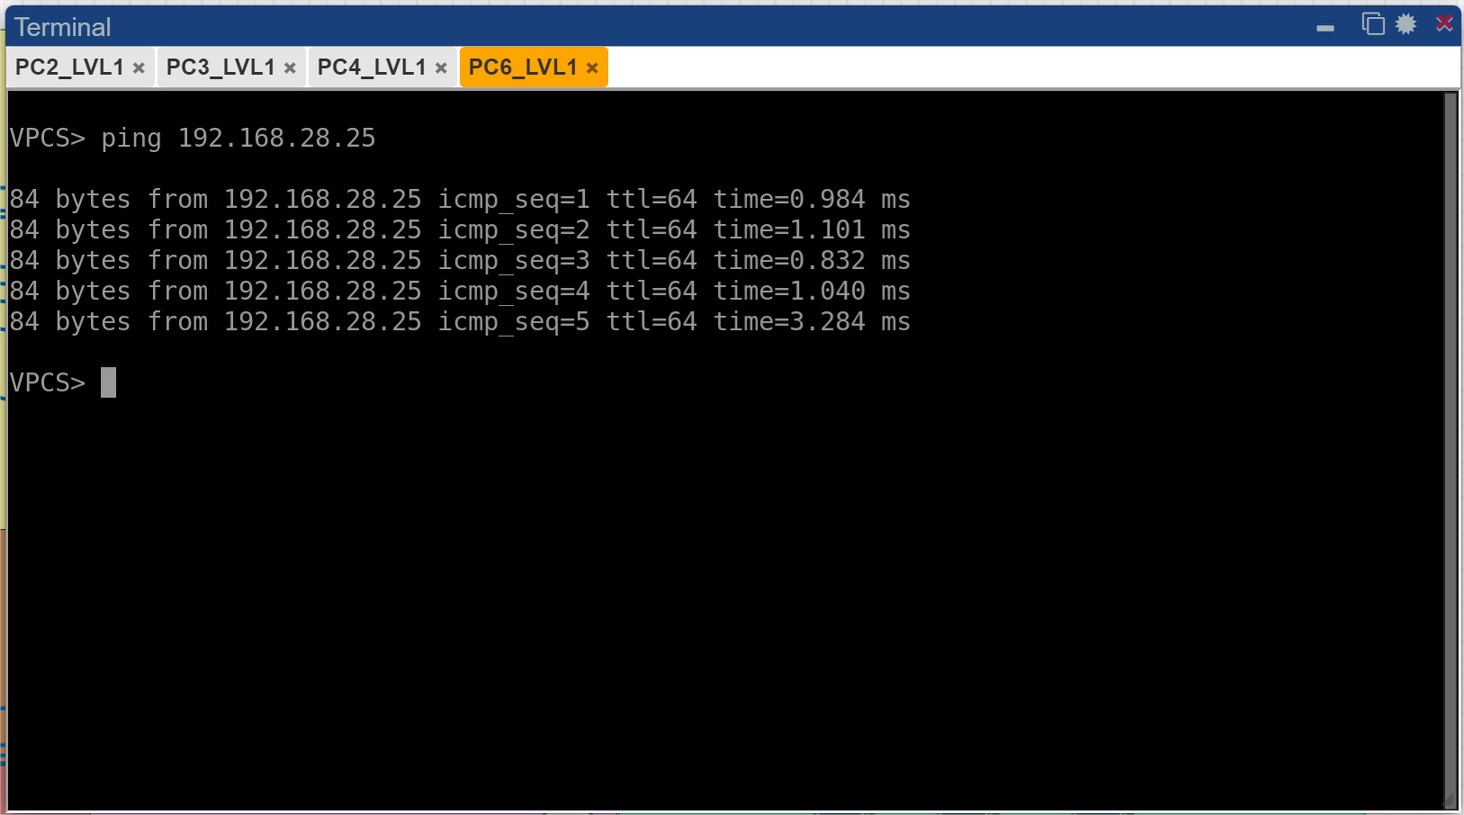 Terminal
PC2_LVL1 × PC3_LVL1 × PC4_LVL1 × PC6_LVL1 ×
VPCS> ping 192.168.28.25
84 bytes from 192.168.28.25 icmp_seq=1 ttl=64 time=0.984 ms
84 bytes from 192.168.28.25 icmp_seq=2 ttl=64 time=1.101 ms
84 bytes from 192.168.28.25 icmp_seq=3 ttl=64 time=0.832 ms
84 bytes from 192.168.28.25 icmp_seq=4 ttl=64 time=1.040 ms
84 bytes from 192.168.28.25 icmp_seq=5 ttl=64 time=3.284 ms
VPCS>